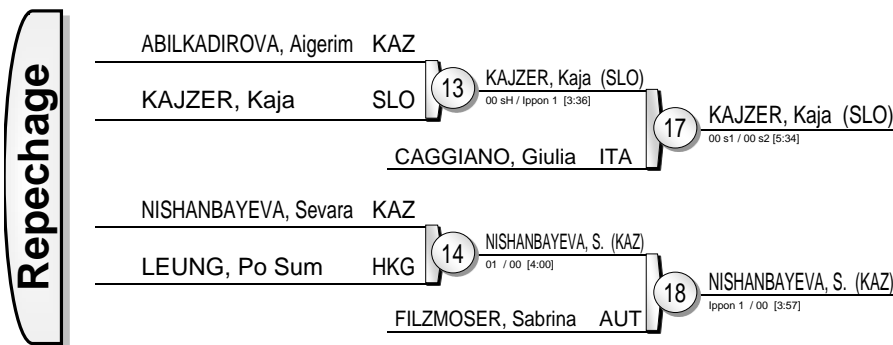 Repechage
ABILKADIROVA, Aigerim KAZ
KAJZER, Kaja SLO
13
KAJZER, Kaja (SLO)
00 sH / Ippon 1 [3:36]
CAGGIANO, Giulia ITA
17
KAJZER, Kaja (SLO)
00 s1 / 00 s2 [5:34]
NISHANBAYEVA, Sevara KAZ
LEUNG, Po Sum HKG
14
NISHANBAYEVA, S. (KAZ)
01 / 00 [4:00]
FILZMOSER, Sabrina AUT
18
NISHANBAYEVA, S. (KAZ)
Ippon 1 / 00 [3:57]